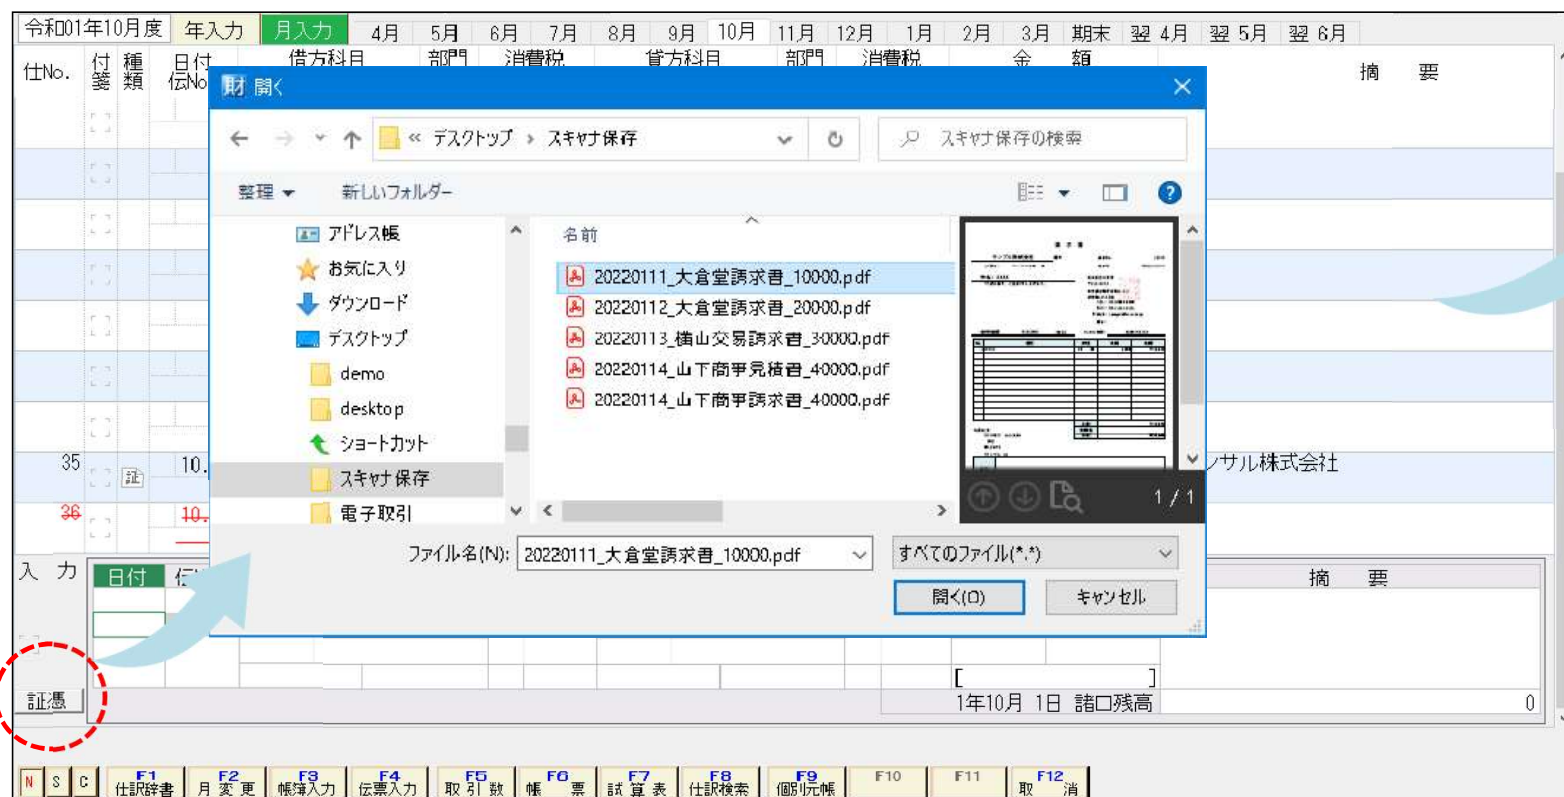 令和01年10月度 年入力 月入力 4月 5月 6月 7月 8月 9月 10月 11月 12月 1月 2月 3月 期末 翌 4月 翌 5月 翌 6月
仕No. 付箋 種類 日付 伝No 借方科目 部門 消費税 貸方科目 部門 消費税 金 額 摘 要
財 開く
« デスクトップ › スキャナ保存
スキャナ保存の検索
整理 新しいフォルダー
アドレス帳
お気に入り
ダウンロード
デスクトップ
demo
desktop
ショートカット
スキャナ保存
電子取引
名前
20220111_大倉堂請求書_10000.pdf
20220112_大倉堂請求書_20000.pdf
20220113_横山交易請求書_30000.pdf
20220114_山下商事見積書_40000.pdf
20220114_山下商事請求書_40000.pdf
請 求 書
1 / 1
35 証 10. ンサル株式会社
36 10.
ファイル名(N): 20220111_大倉堂請求書_10000.pdf すべてのファイル(*.*)
開く(O) キャンセル
入 力 日付 摘 要
[ ]
証憑 1年10月 1日 諸口残高 0
N S C F1 仕訳辞書 F2 月変更 F3 帳簿入力 F4 伝票入力 F5 取引数 F6 帳 票 F7 試算表 F8 仕訳検索 F9 個別元帳 F10 F11 F12 取 消